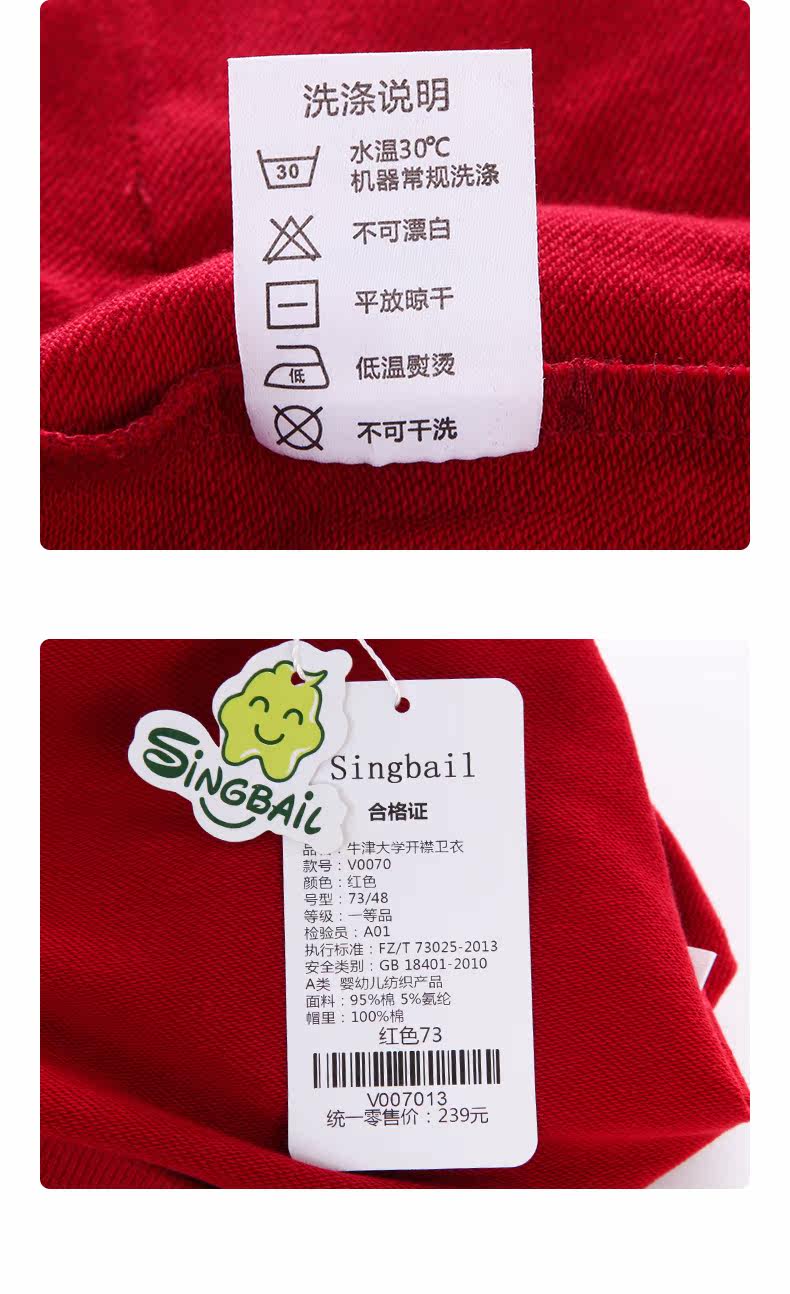 洗涤说明
30
水温30℃
机器常规洗涤
不可漂白
平放晾干
低
低温熨烫
不可干洗
SiNGBAiL
Singbail
合格证
牛津大学开襟卫衣
款号：V0070
颜色：红色
号型：73/48
等级：一等品
检验员：A01
执行标准：FZ/T 73025-2013
安全类别：GB 18401-2010
A类 婴幼儿纺织产品
面料：95%棉 5%氨纶
帽里：100%棉
红色73
V007013
统一零售价：239元